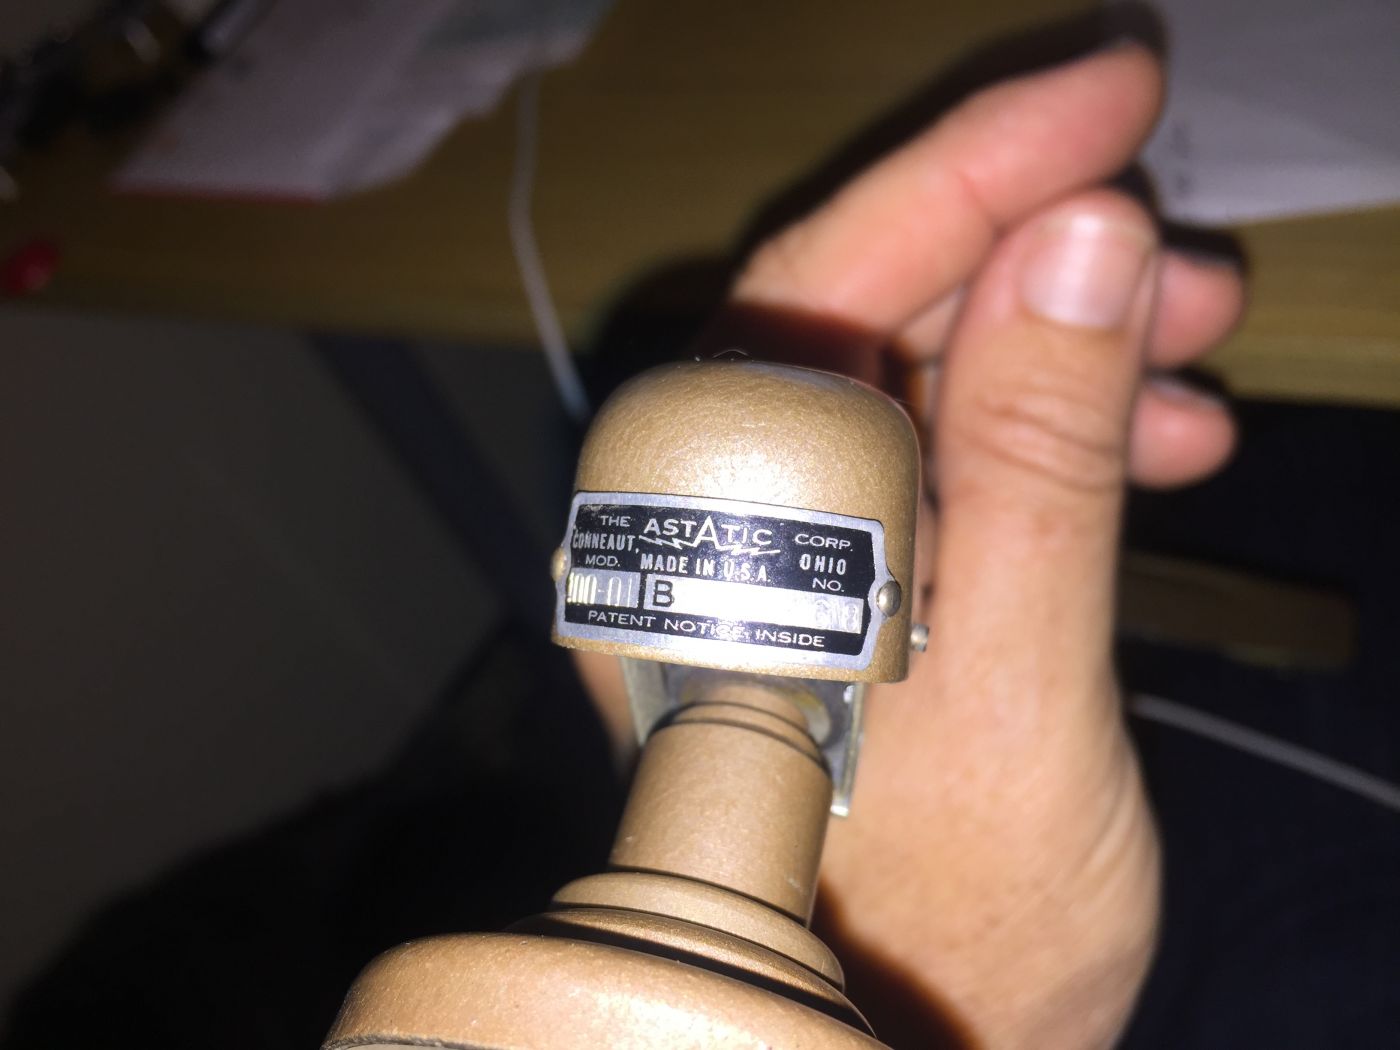 THE ASTATIC CORP.
CONNEAUT, OHIO
MADE IN U.S.A.
MOD. NO.
B
PATENT NOTICE INSIDE